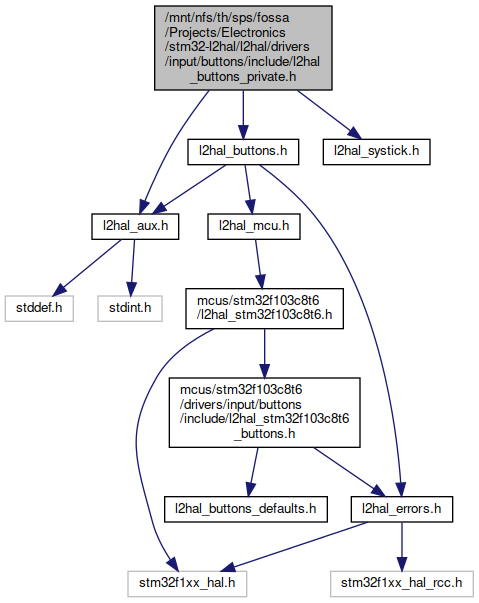 /mnt/nfs/th/sps/fossa
/Projects/Electronics
/stm32-l2hal/l2hal/drivers
/input/buttons/include/l2hal
_buttons_private.h
l2hal_buttons.h
l2hal_systick.h
l2hal_aux.h
l2hal_mcu.h
stddef.h
stdint.h
mcus/stm32f103c8t6
/l2hal_stm32f103c8t6.h
mcus/stm32f103c8t6
/drivers/input/buttons
/include/l2hal_stm32f103c8t6
_buttons.h
l2hal_buttons_defaults.h
l2hal_errors.h
stm32f1xx_hal.h
stm32f1xx_hal_rcc.h